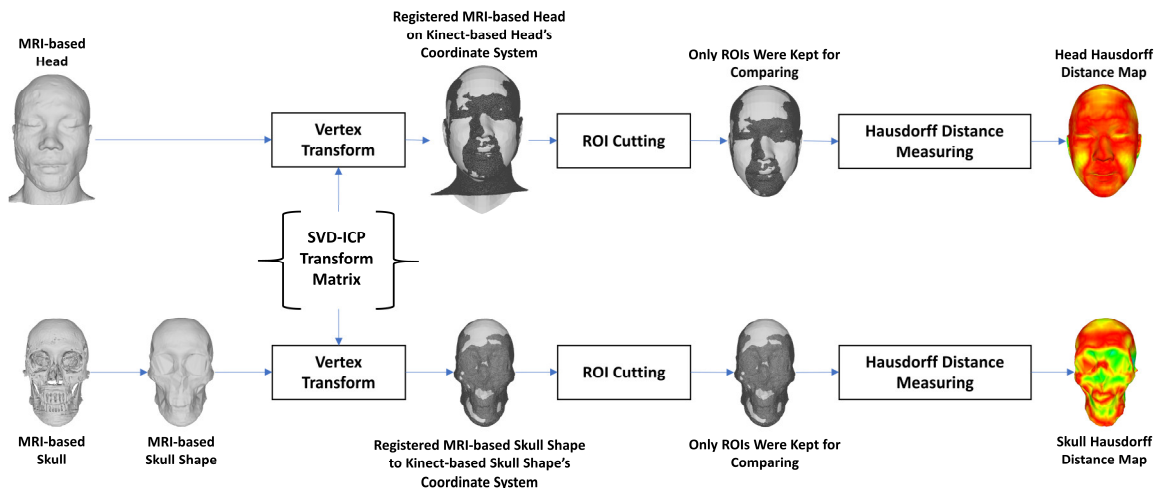 MRI-based
Head
Vertex
Transform
Registered MRI-based Head
on Kinect-based Head's
Coordinate System
ROI Cutting
Only ROIs Were Kept for
Comparing
Hausdorff Distance
Measuring
Head Hausdorff
Distance Map
SVD-ICP
Transform
Matrix
MRI-based
Skull
MRI-based
Skull Shape
Vertex
Transform
Registered MRI-based Skull Shape
to Kinect-based Skull Shape's
Coordinate System
ROI Cutting
Only ROIs Were Kept for
Comparing
Hausdorff Distance
Measuring
Skull Hausdorff
Distance Map